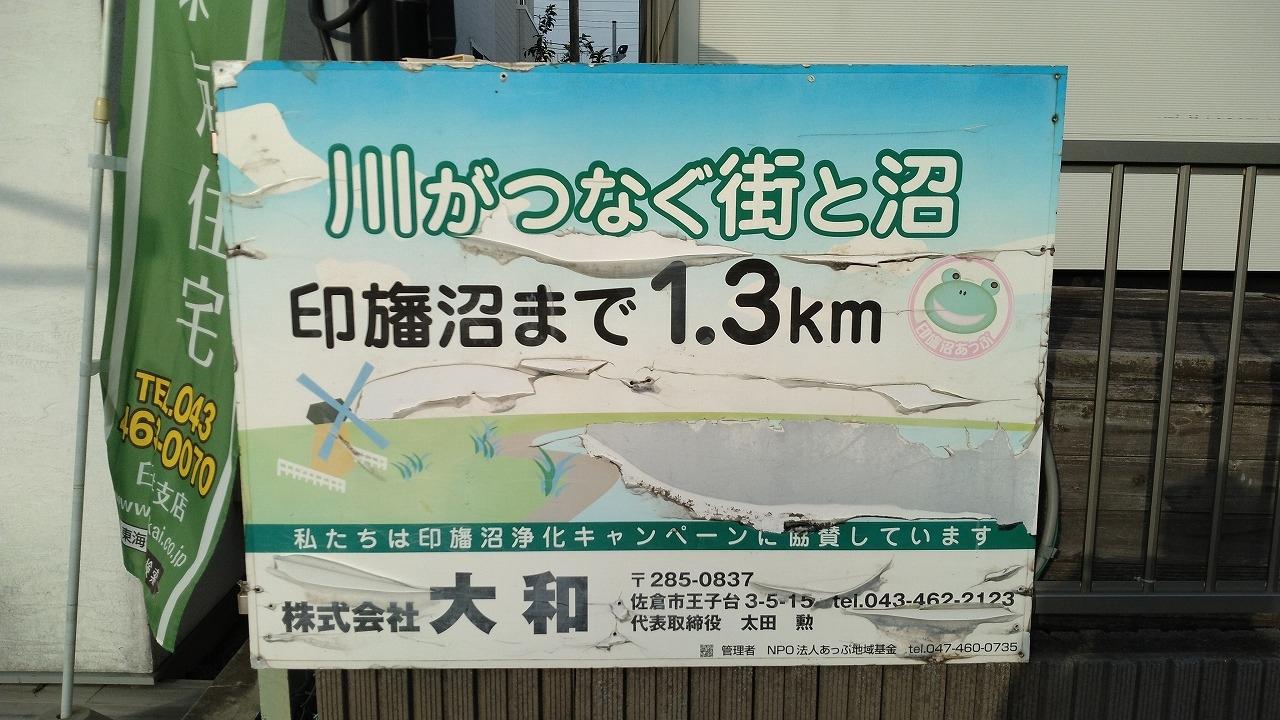 川がつなぐ街と沼
印旛沼まで1.3km
印旛沼あっぷ
私たちは印旛沼浄化キャンペーンに協賛しています
株式会社 大和
〒285-0837
佐倉市王子台3-5-15 tel.043-462-2123
代表取締役 太田 勲
管理者 NPO法人あっぷ地域基金 tel.047-460-0735
住宅
TEL.043
462-0070
支店
ai.co.jp
東海